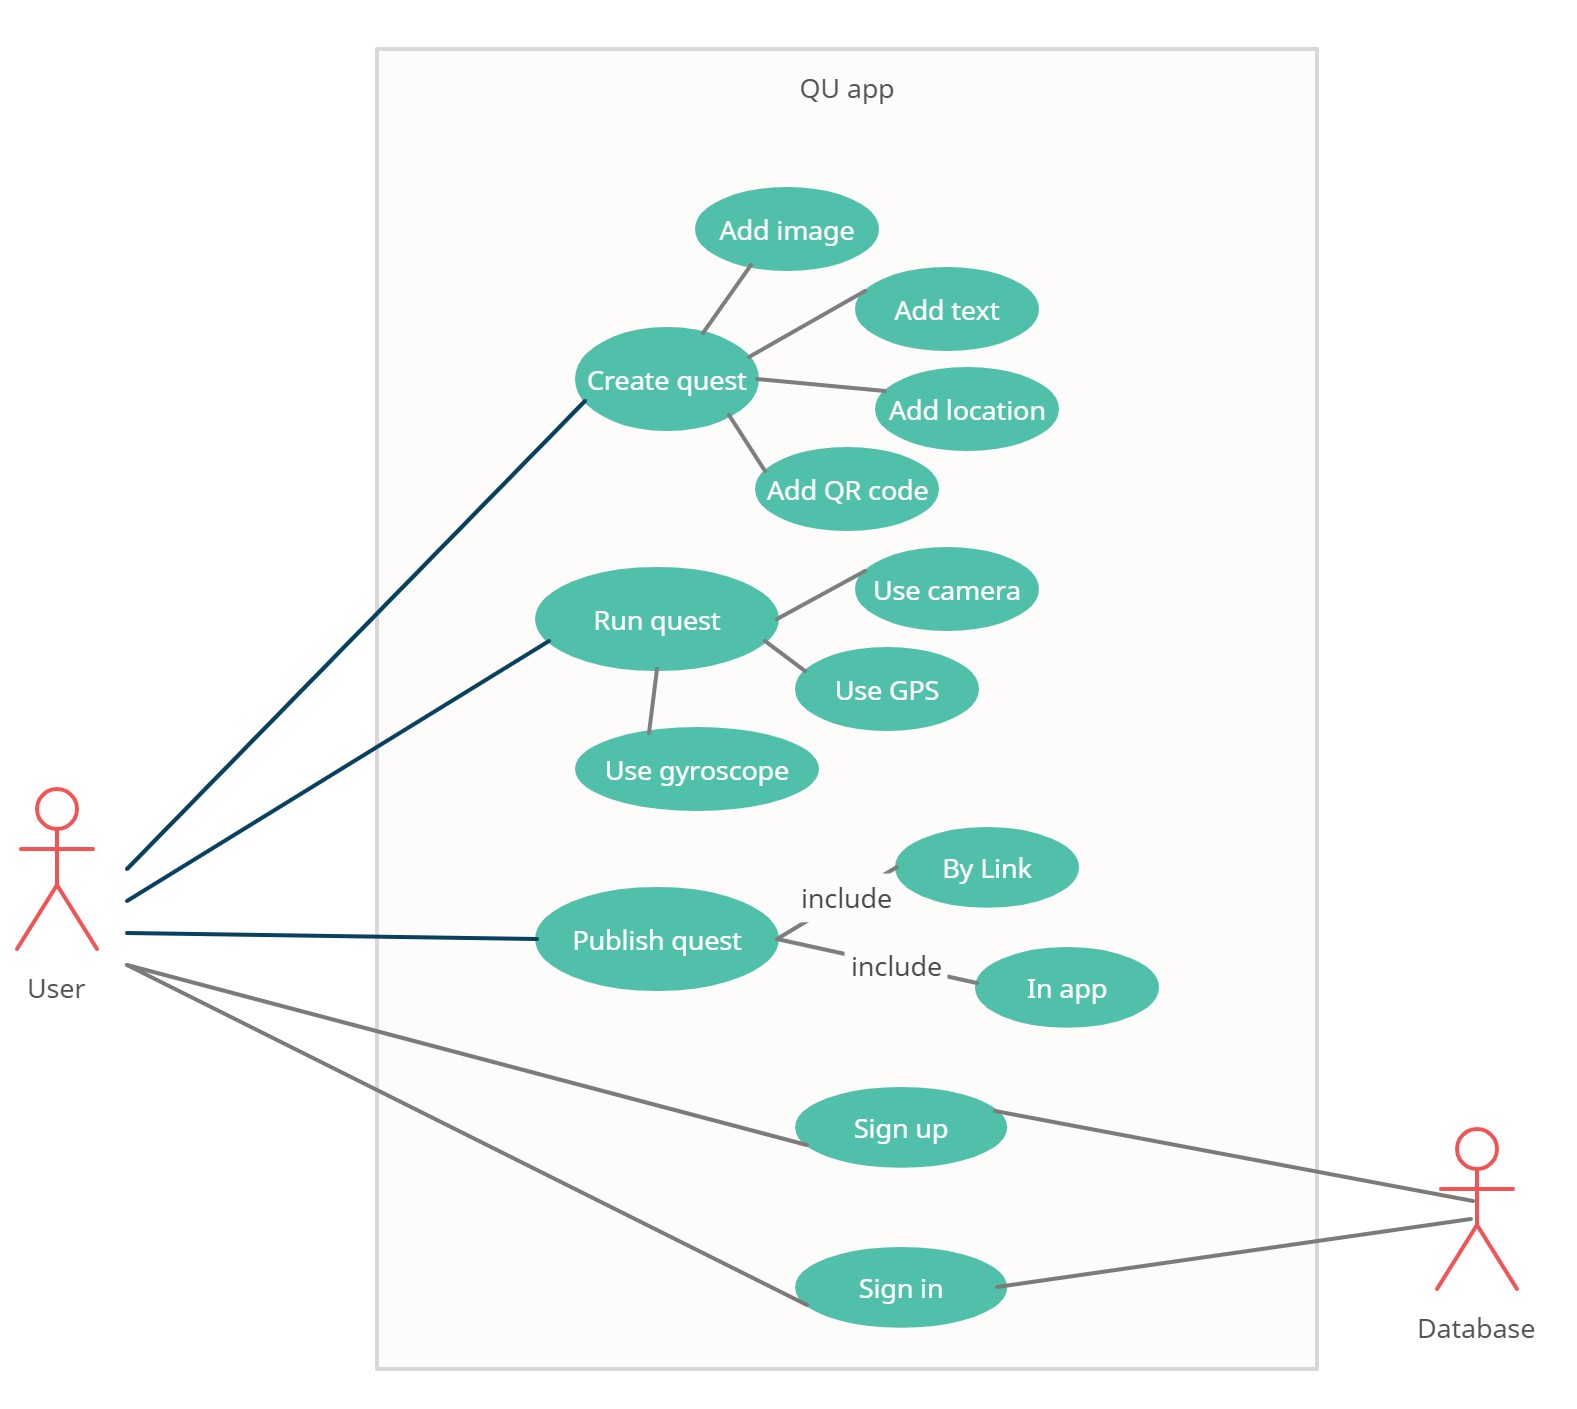 QU app
Add image
Add text
Create quest
Add location
Add QR code
Use camera
Run quest
Use GPS
Use gyroscope
By Link
include
Publish quest
include
In app
User
Sign up
Sign in
Database